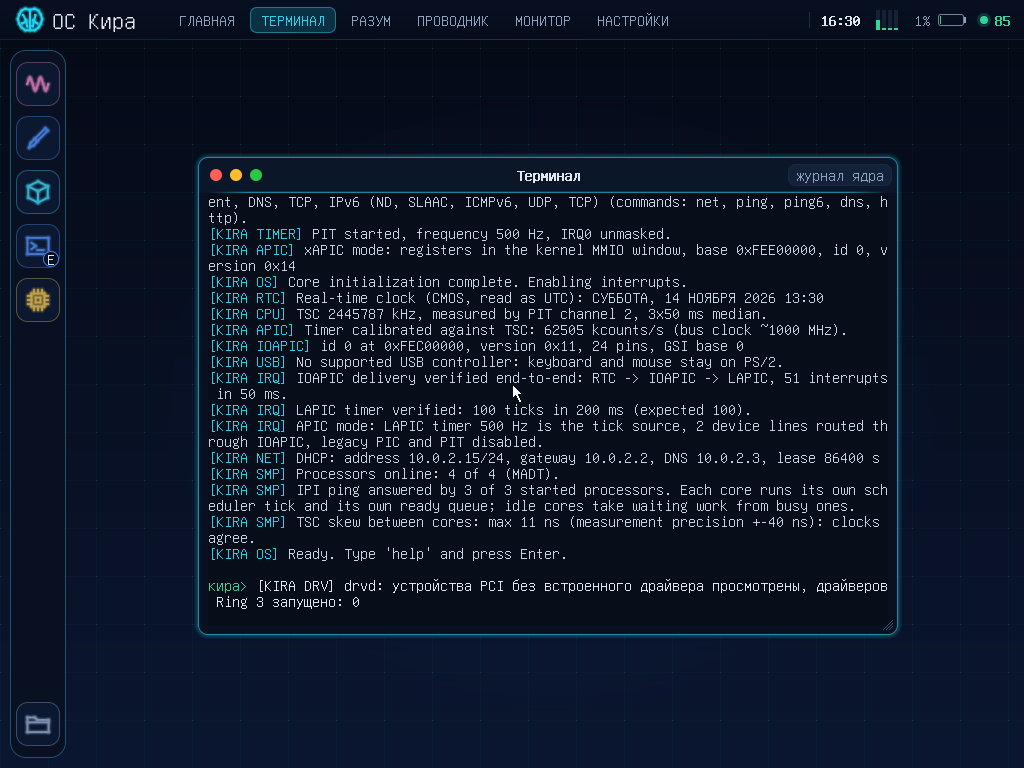 ОС Кира
ГЛАВНАЯ
ТЕРМИНАЛ
РАЗУМ
ПРОВОДНИК
МОНИТОР
НАСТРОЙКИ
16:30
1%
85
E
Терминал
журнал ядра
ent, DNS, TCP, IPv6 (ND, SLAAC, ICMPv6, UDP, TCP) (commands: net, ping, ping6, dns, h
ttp).
[KIRA TIMER] PIT started, frequency 500 Hz, IRQ0 unmasked.
[KIRA APIC] xAPIC mode: registers in the kernel MMIO window, base 0xFEE00000, id 0, v
ersion 0x14
[KIRA OS] Core initialization complete. Enabling interrupts.
[KIRA RTC] Real-time clock (CMOS, read as UTC): СУББОТА, 14 НОЯБРЯ 2026 13:30
[KIRA CPU] TSC 2445787 kHz, measured by PIT channel 2, 3x50 ms median.
[KIRA APIC] Timer calibrated against TSC: 62505 kcounts/s (bus clock ~1000 MHz).
[KIRA IOAPIC] id 0 at 0xFEC00000, version 0x11, 24 pins, GSI base 0
[KIRA USB] No supported USB controller: keyboard and mouse stay on PS/2.
[KIRA IRQ] IOAPIC delivery verified end-to-end: RTC -> IOAPIC -> LAPIC, 51 interrupts
in 50 ms.
[KIRA IRQ] LAPIC timer verified: 100 ticks in 200 ms (expected 100).
[KIRA IRQ] APIC mode: LAPIC timer 500 Hz is the tick source, 2 device lines routed th
rough IOAPIC, legacy PIC and PIT disabled.
[KIRA NET] DHCP: address 10.0.2.15/24, gateway 10.0.2.2, DNS 10.0.2.3, lease 86400 s
[KIRA SMP] Processors online: 4 of 4 (MADT).
[KIRA SMP] IPI ping answered by 3 of 3 started processors. Each core runs its own sch
eduler tick and its own ready queue; idle cores take waiting work from busy ones.
[KIRA SMP] TSC skew between cores: max 11 ns (measurement precision +-40 ns): clocks
agree.
[KIRA OS] Ready. Type 'help' and press Enter.
кира> [KIRA DRV] drvd: устройства PCI без встроенного драйвера просмотрены, драйверов
Ring 3 запущено: 0